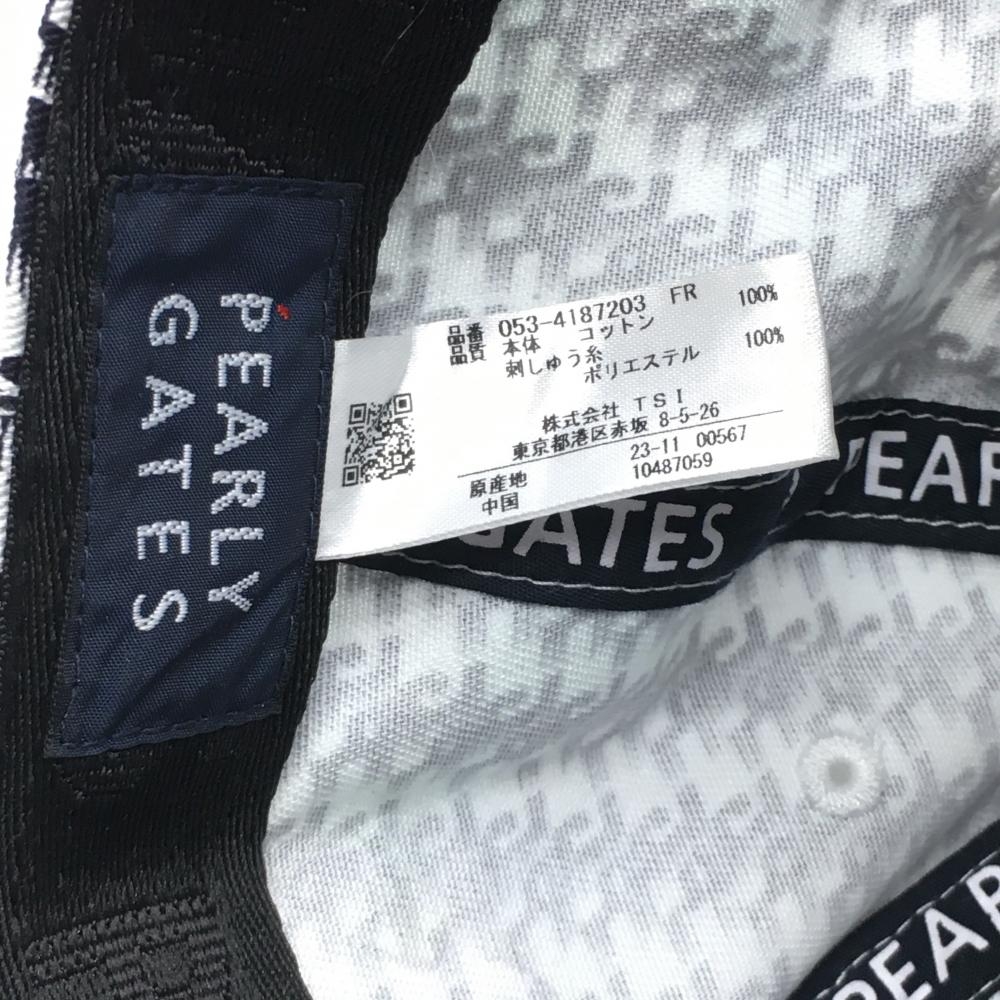 PEARLY
GATES
品番 053-4187203 FR
品質 本体 コットン 100%
刺しゅう糸
ポリエステル 100%
株式会社 TSI
東京都港区赤坂 8-5-26
23-11 00567
原産地 10487059
中国
GATES
PEAR
PEAR